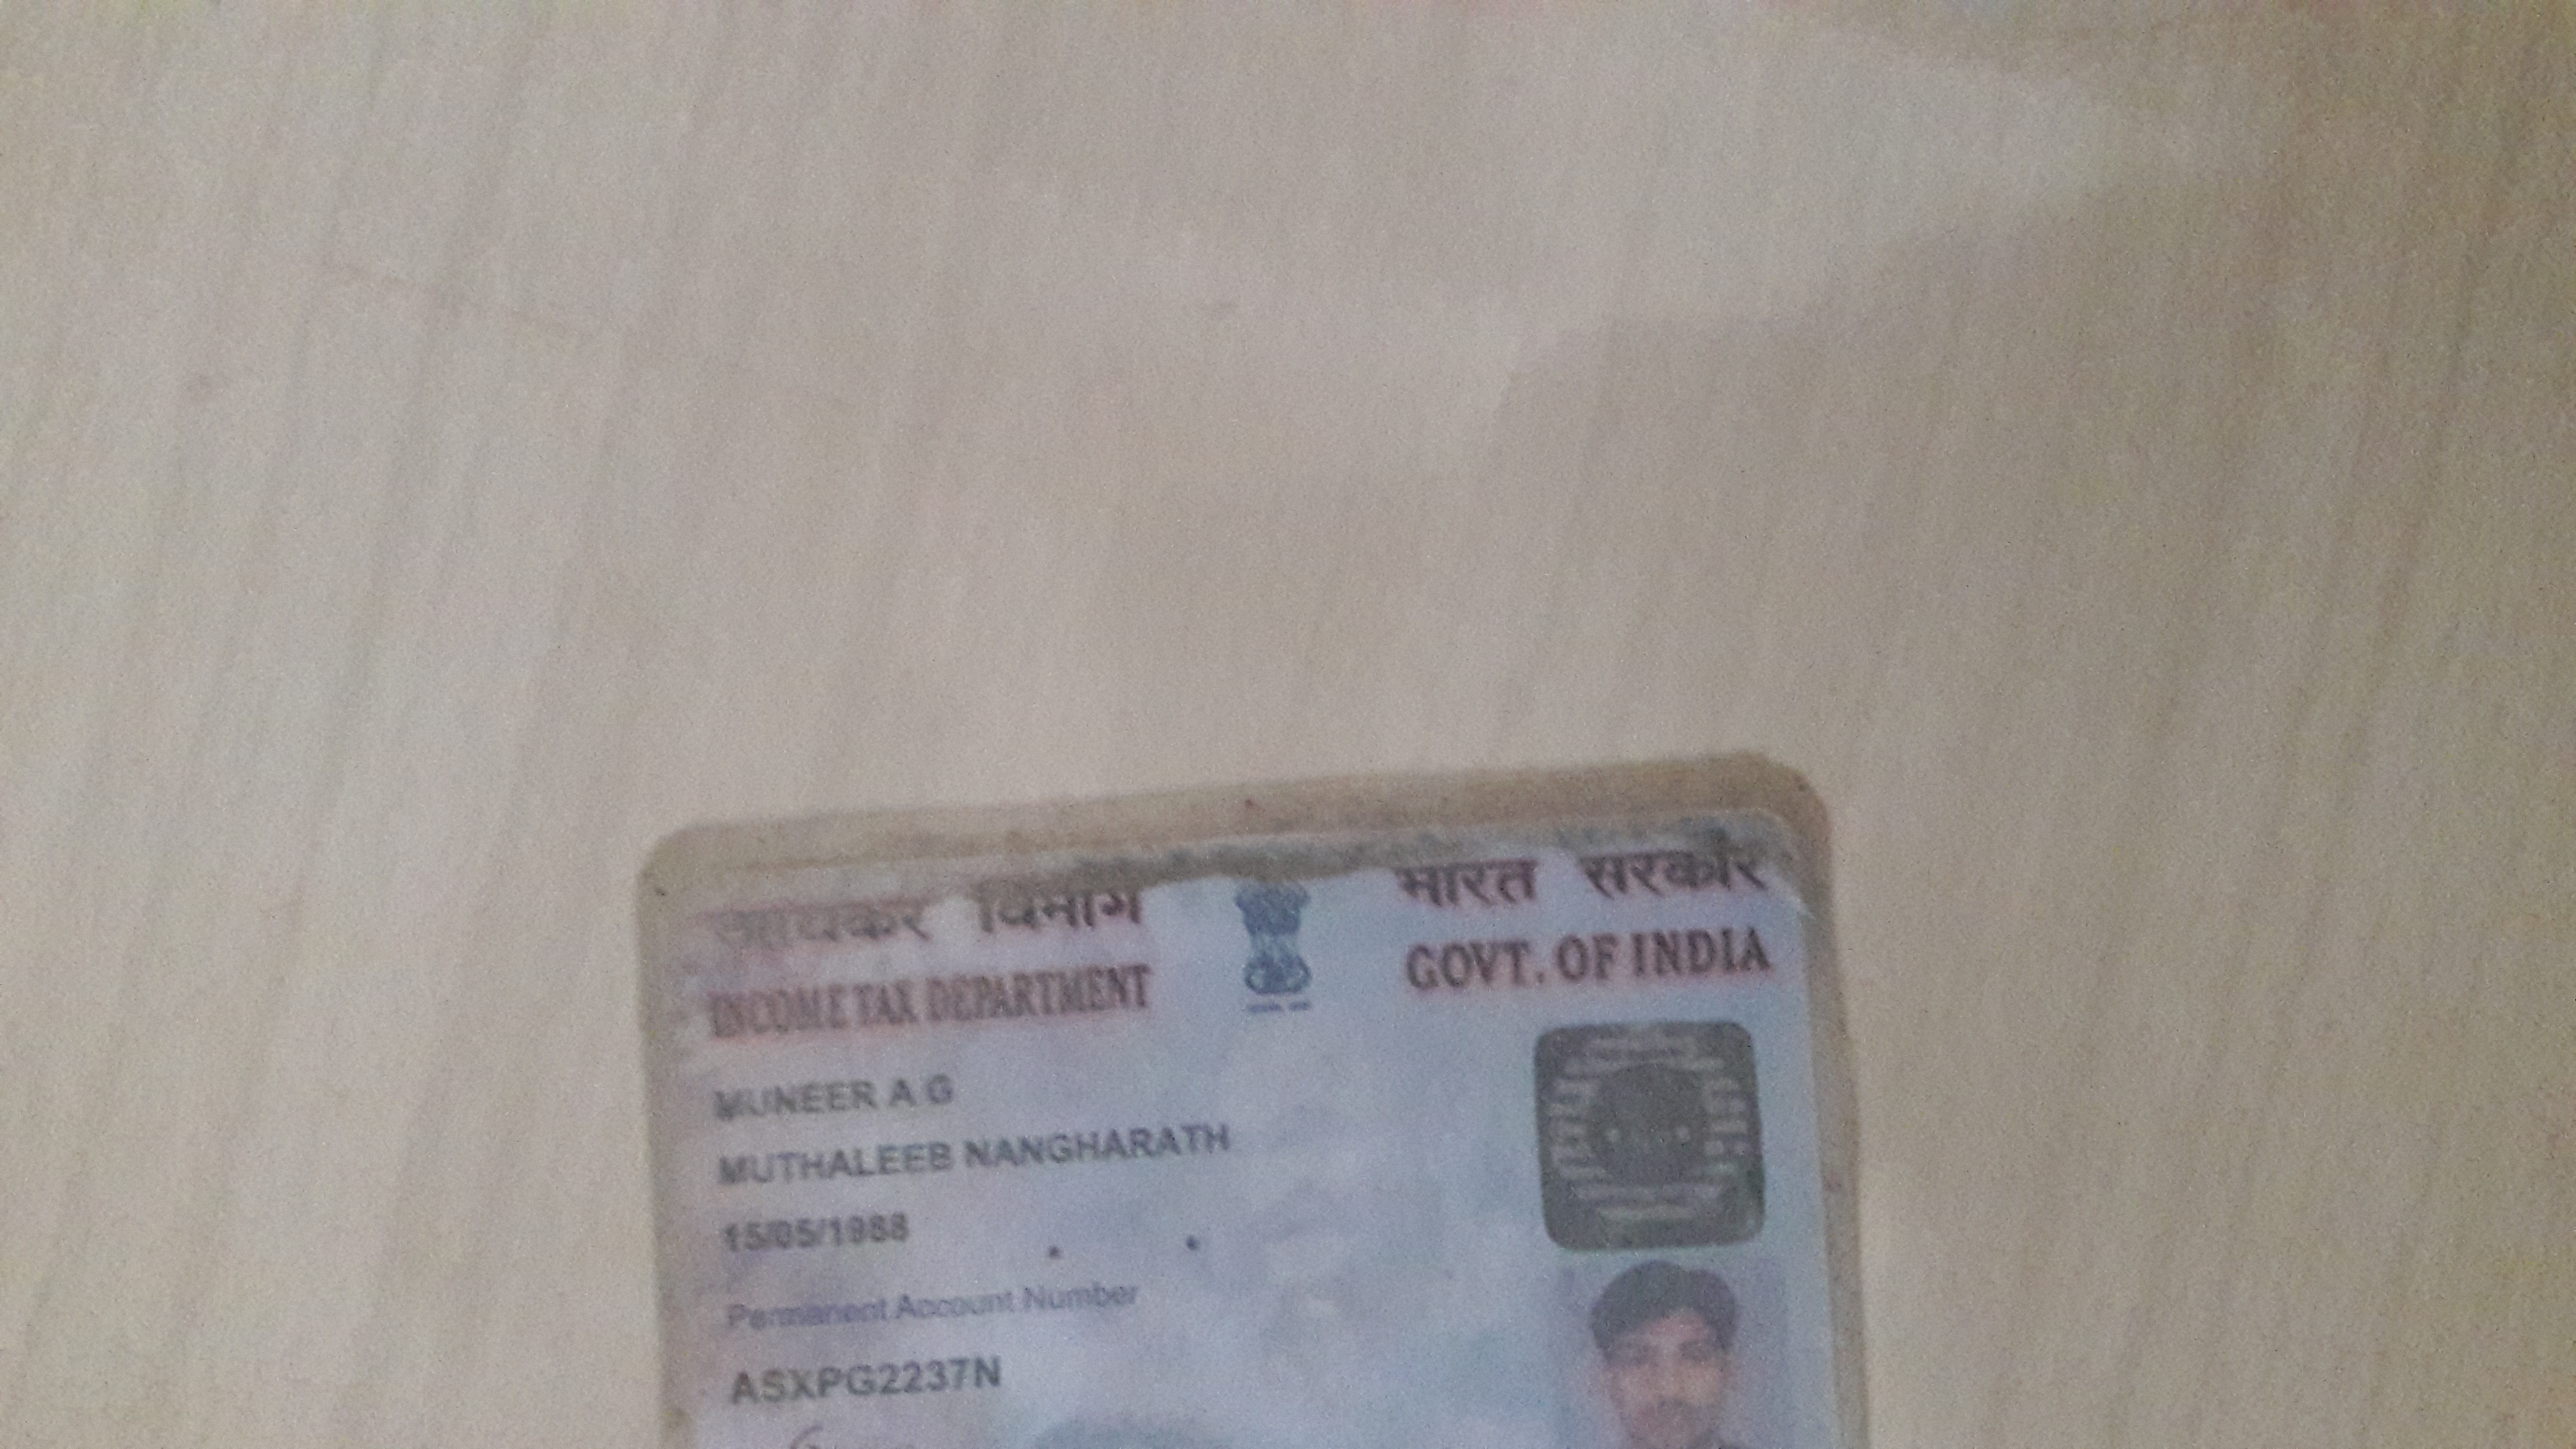 आयकर विभाग भारत सरकार
INCOME TAX DEPARTMENT GOVT. OF INDIA
MUNEER A G
MUTHALEEB NANGHARATH
15/05/1988
Permanent Account Number
ASXPG2237N